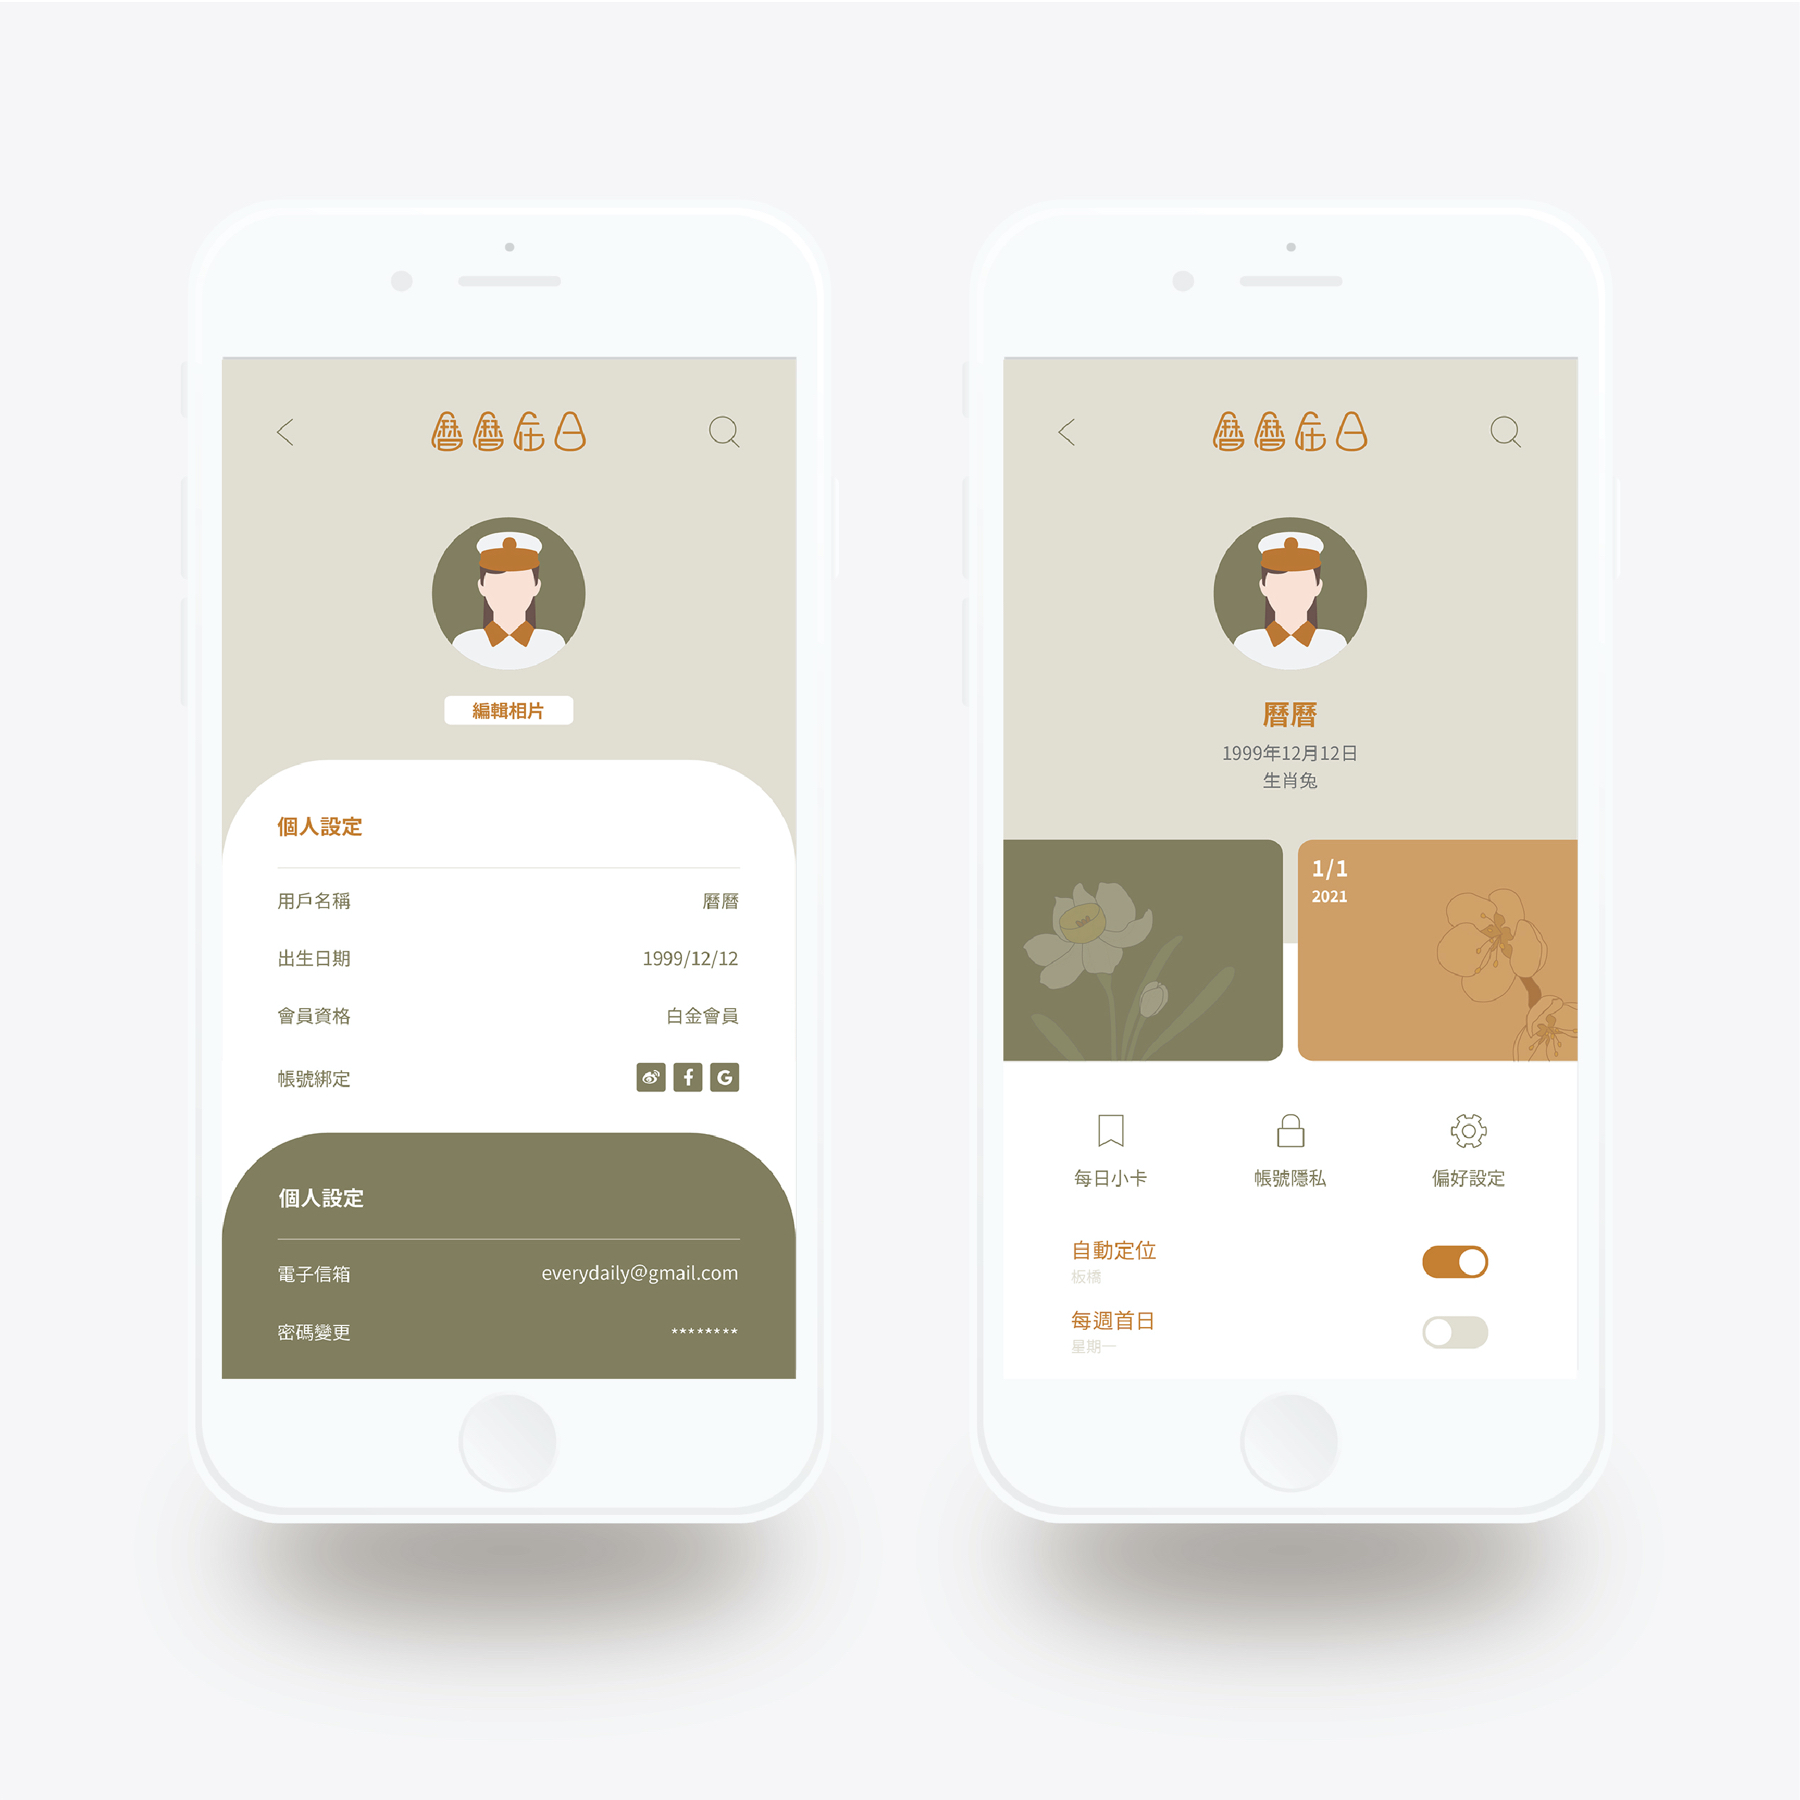 曆曆在日
編輯相片
個人設定
用戶名稱 曆曆
出生日期 1999/12/12
會員資格 白金會員
帳號綁定
個人設定
電子信箱 everydaily@gmail.com
密碼變更 ********
曆曆在日
曆曆
1999年12月12日
生肖兔
1/1
2021
每日小卡 帳號隱私 偏好設定
自動定位
板橋
每週首日
星期一